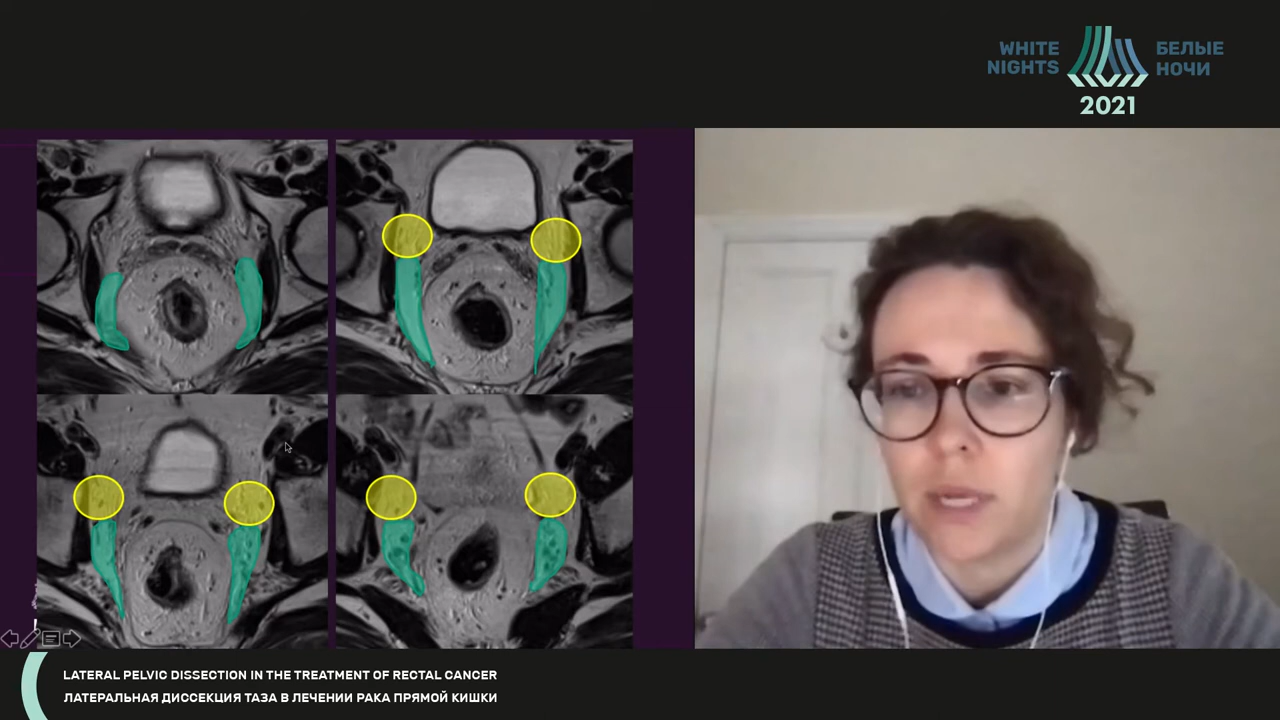 WHITE
NIGHTS
БЕЛЫЕ
НОЧИ
2021
LATERAL PELVIC DISSECTION IN THE TREATMENT OF RECTAL CANCER
ЛАТЕРАЛЬНАЯ ДИССЕКЦИЯ ТАЗА В ЛЕЧЕНИИ РАКА ПРЯМОЙ КИШКИ